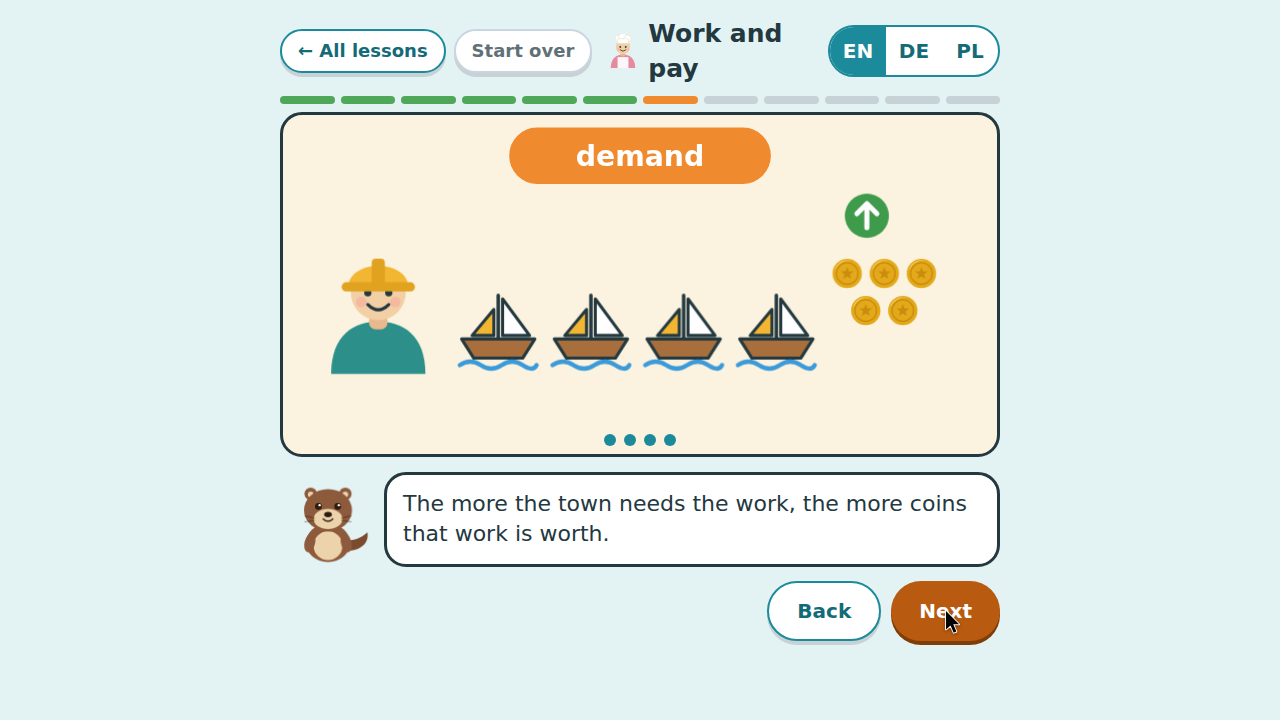 ← All lessons
Start over
Work and
pay
EN DE PL
demand
The more the town needs the work, the more coins
that work is worth.
Back
Next